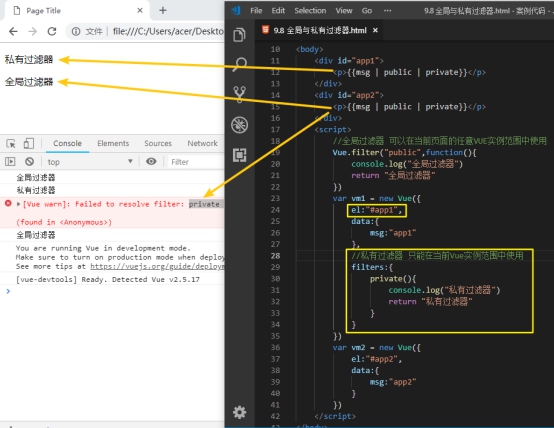 Page Title
文件 | file:///C:/Users/acer/Deskto
私有过滤器
全局过滤器
Elements
Console
Sources
top
Filter
全局过滤器
私有过滤器
[Vue warn]: Failed to resolve filter: private
(found in <Anonymous>)
全局过滤器
You are running Vue in development mode.
Make sure to turn on production mode when deplo
See more tips at https://vuejs.org/guide/deploym
[vue-devtools] Ready. Detected Vue v2.5.17
File Edit Selection … 9.8 全局与私有过滤器.html - 案例代码 - V
9.8 全局与私有过滤器.html
10 <body>
11 <div id="app1">
12 <p>{{msg | public | private}}</p>
13 </div>
14 <div id="app2">
15 <p>{{msg | public | private}}</p>
16 </div>
17 <script>
18 //全局过滤器 可以在当前页面的任意VUE实例范围中使用
19 Vue.filter("public",function(){
20 console.log("全局过滤器")
21 return "全局过滤器"
22 })
23 var vm1 = new Vue({
24 el:"#app1",
25 data:{
26 msg:"app1"
27 },
28 //私有过滤器 只能在当前Vue实例范围中使用
29 filters:{
30 private(){
31 console.log("私有过滤器")
32 return "私有过滤器"
33 }
34 }
35 })
36 var vm2 = new Vue({
37 el:"#app2",
38 data:{
39 msg:"app2"
40 }
41 })
42 </script>
43 </body>